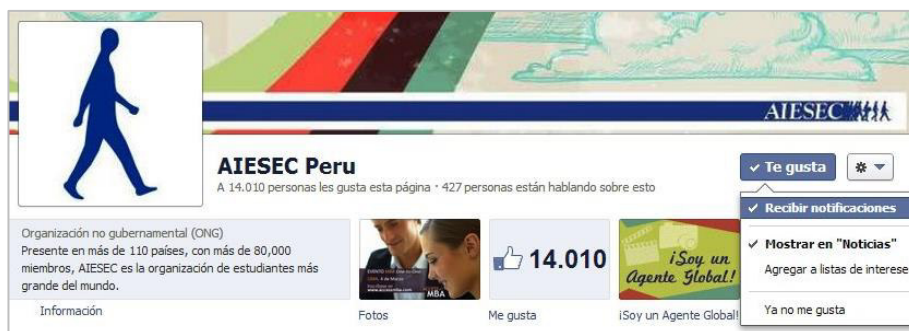 AIESEC
AIESEC Peru
A 14.010 personas les gusta esta página · 427 personas están hablando sobre esto
✓ Te gusta
✓ Recibir notificaciones
✓ Mostrar en "Noticias"
Agregar a listas de interese
Ya no me gusta
Organización no gubernamental (ONG)
Presente en más de 110 países, con más de 80,000
miembros, AIESEC es la organización de estudiantes más
grande del mundo.
Información
MBA
Fotos
14.010
Me gusta
¡Soy un
Agente Global!
¡Soy un Agente Global!